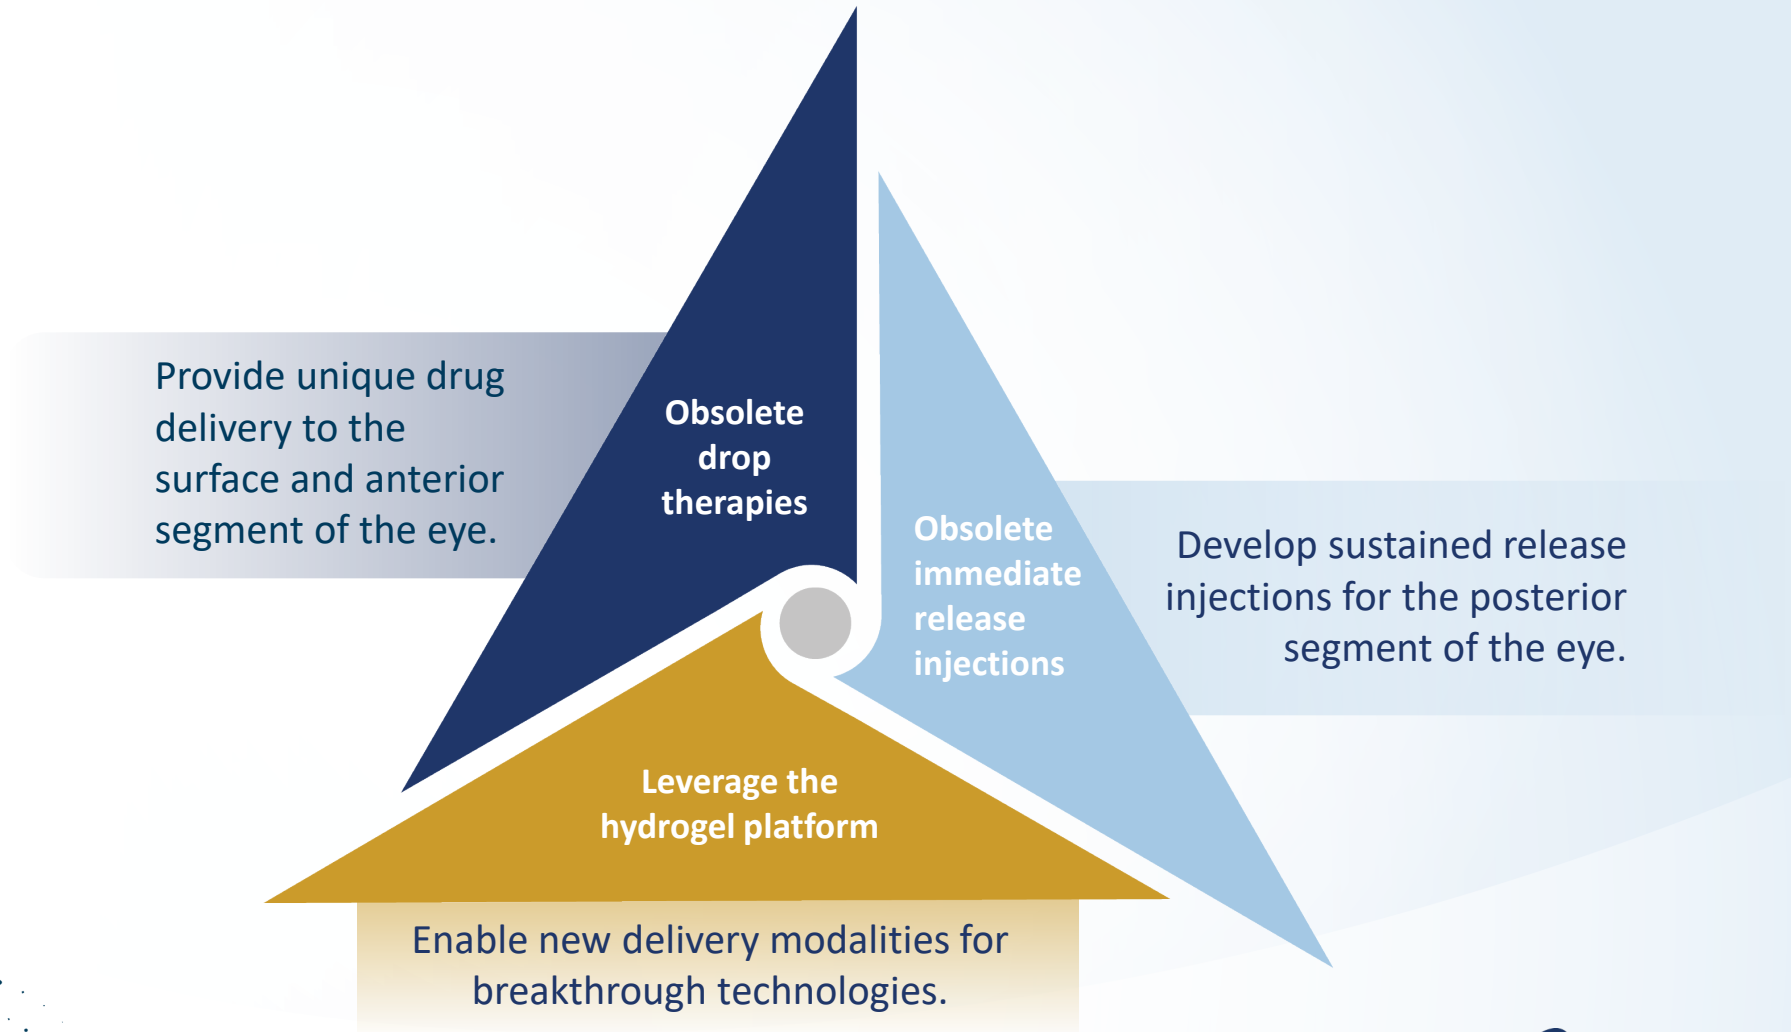 Provide unique drug
delivery to the
surface and anterior
segment of the eye.
Obsolete
drop
therapies
Obsolete
immediate
release
injections
Develop sustained release
injections for the posterior
segment of the eye.
Leverage the
hydrogel platform
Enable new delivery modalities for
breakthrough technologies.